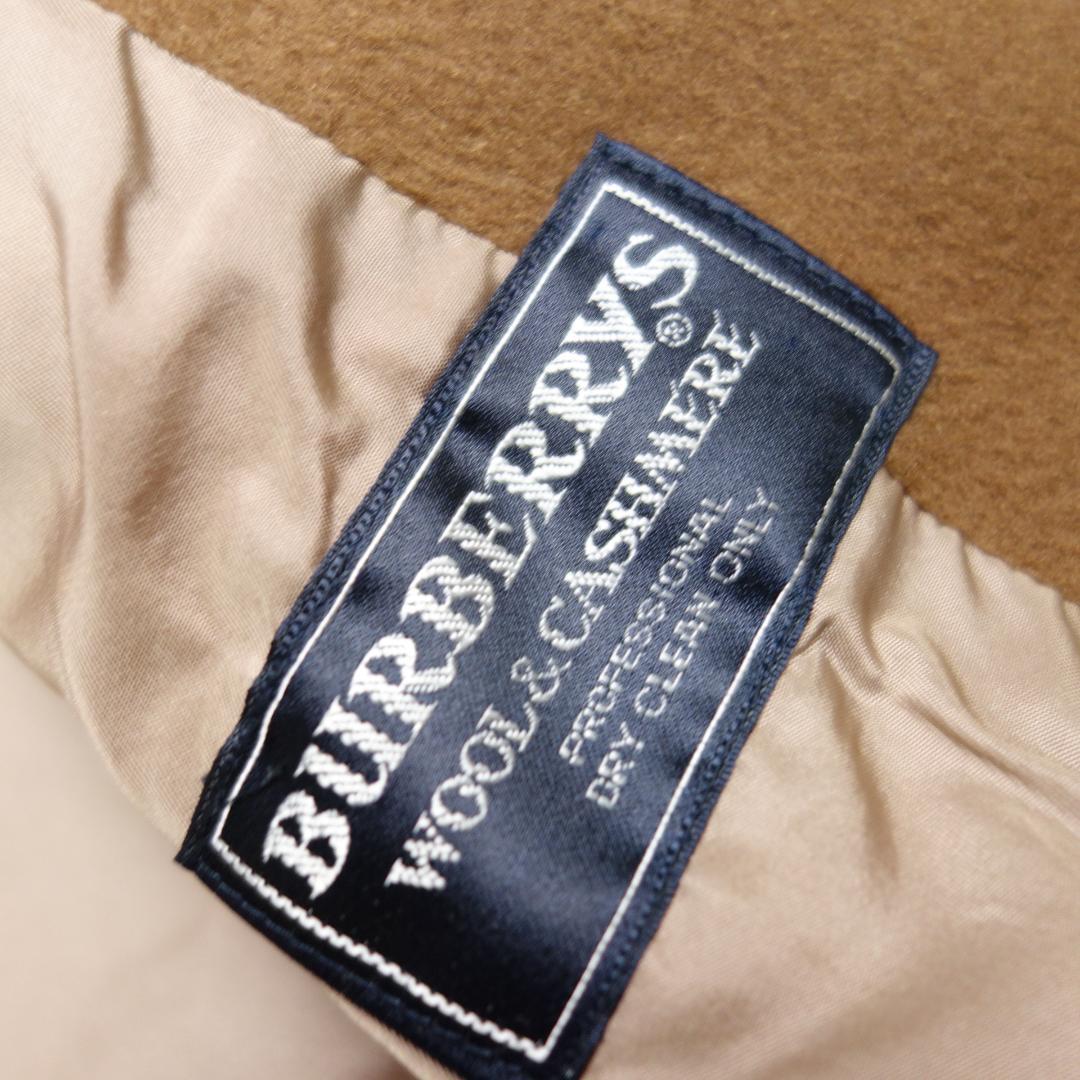 BURBERRYS®
WOOL & CASHMERE
PROFESSIONAL
DRY CLEAN ONLY